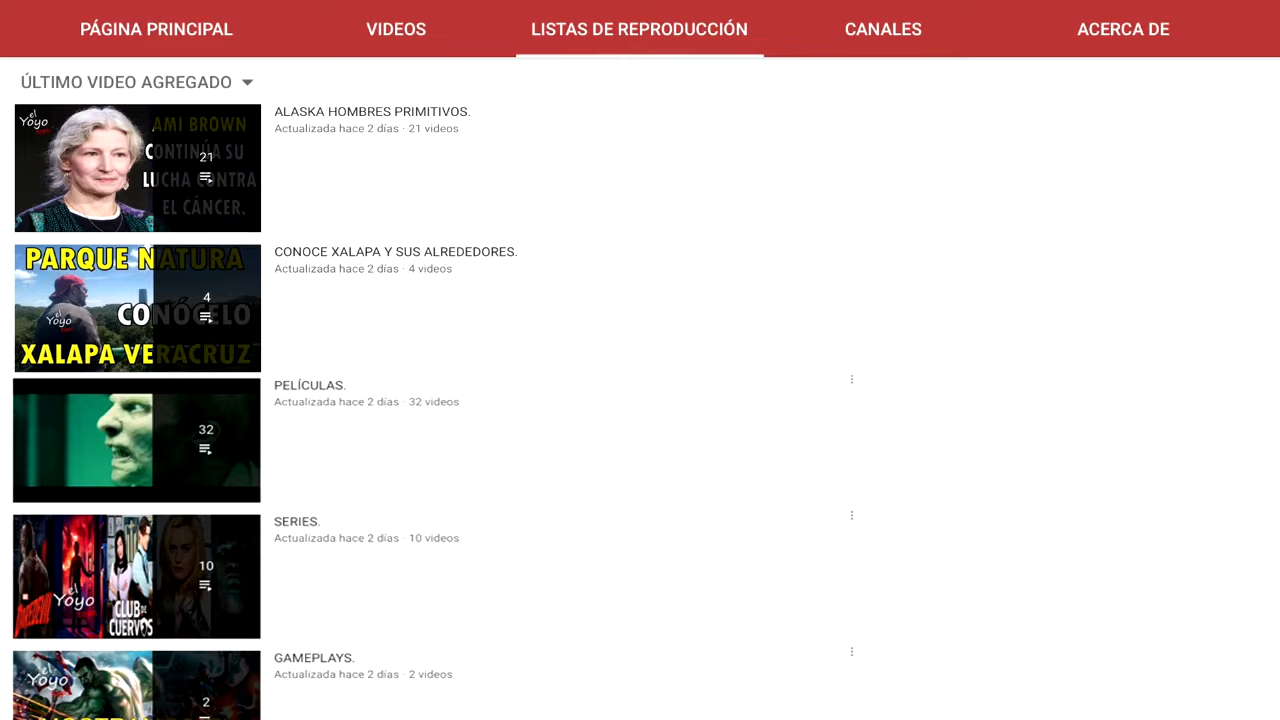 PÁGINA PRINCIPAL VIDEOS LISTAS DE REPRODUCCIÓN CANALES ACERCA DE
ÚLTIMO VIDEO AGREGADO
el Yoyo
AMI BROWN
CONTINÚA SU
LUCHA CONTRA
EL CÁNCER.
21
ALASKA HOMBRES PRIMITIVOS.
Actualizada hace 2 días · 21 videos
PARQUE NATURA
CONÓCELO
el Yoyo
XALAPA VERACRUZ
4
CONOCE XALAPA Y SUS ALREDEDORES.
Actualizada hace 2 días · 4 videos
32
PELÍCULAS.
Actualizada hace 2 días · 32 videos
DAREDEVIL
el Yoyo
CLUB DE
CUERVOS
10
SERIES.
Actualizada hace 2 días · 10 videos
el Yoyo
2
GAMEPLAYS.
Actualizada hace 2 días · 2 videos